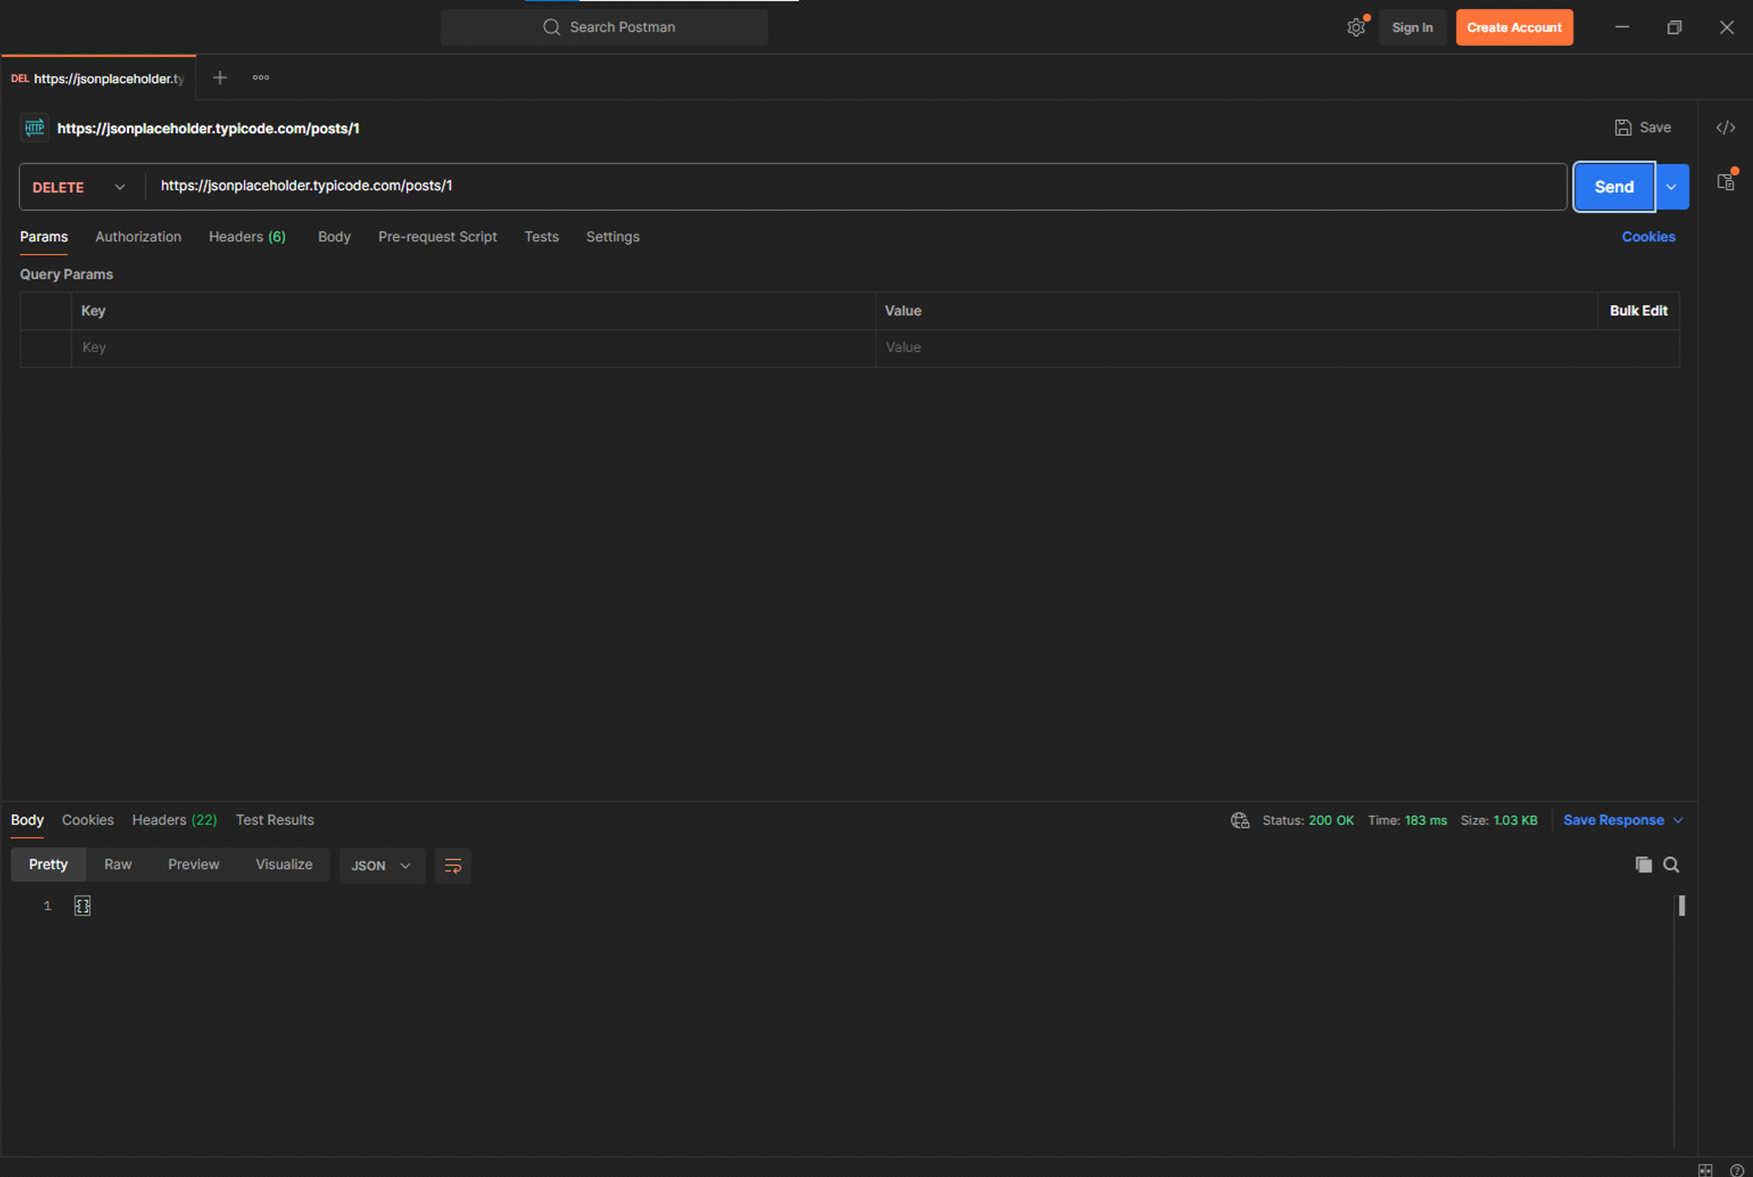 Search Postman
Sign In
Create Account
DEL https://jsonplaceholder.ty
HTTP https://jsonplaceholder.typicode.com/posts/1
Save
DELETE https://jsonplaceholder.typicode.com/posts/1
Send
Params Authorization Headers (6) Body Pre-request Script Tests Settings Cookies
Query Params
Key Value Bulk Edit
Key Value
Body Cookies Headers (22) Test Results Status: 200 OK Time: 183 ms Size: 1.03 KB Save Response
Pretty Raw Preview Visualize JSON
1 {}